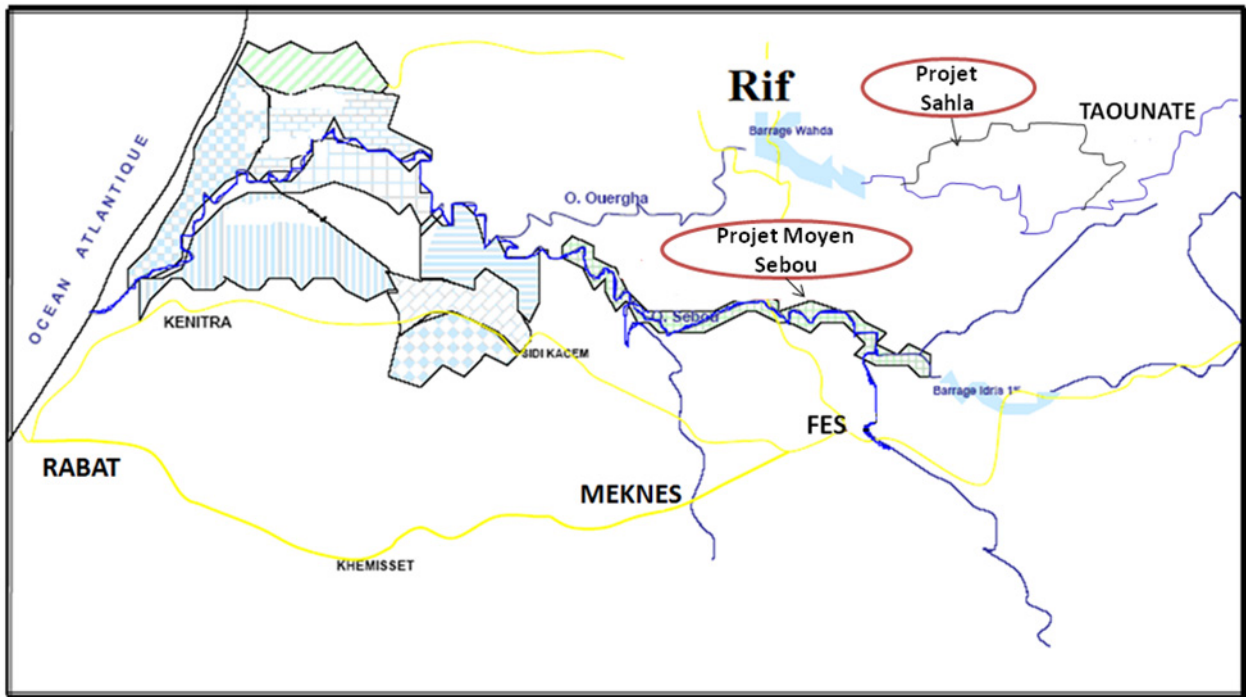 Projet
Sahla
Rif
TAOUNATE
Barrage Wahda
OCEAN ATLANTIQUE
O. Ouergha
Projet Moyen
Sebou
O. Sebou
KENITRA
SIDI KACEM
Barrage Idris 1er
FES
RABAT
MEKNES
KHEMISSET